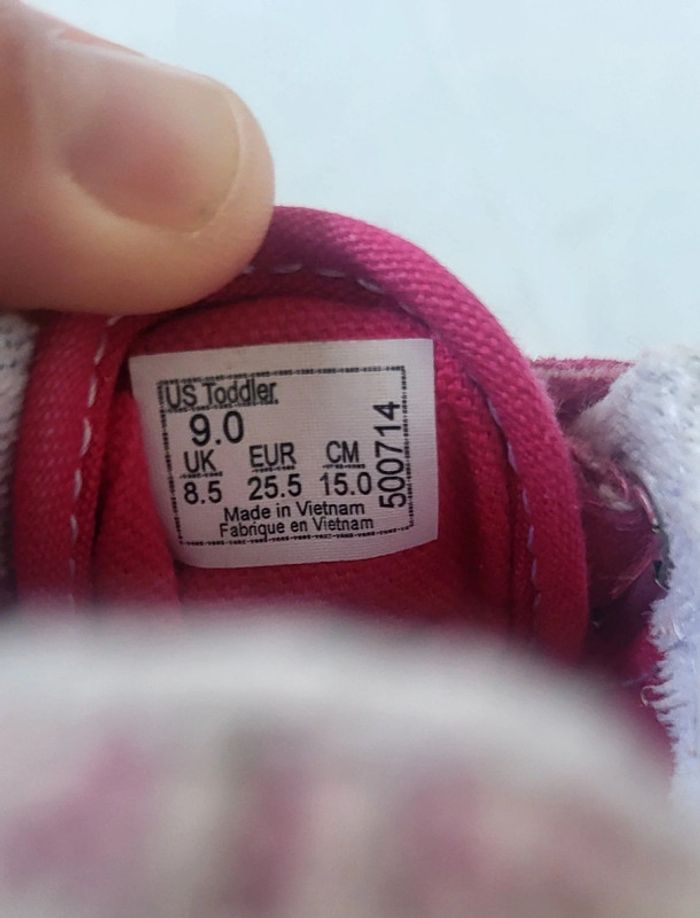 US Toddler
9.0
UK EUR CM
8.5 25.5 15.0
Made in Vietnam
Fabrique en Vietnam
500714